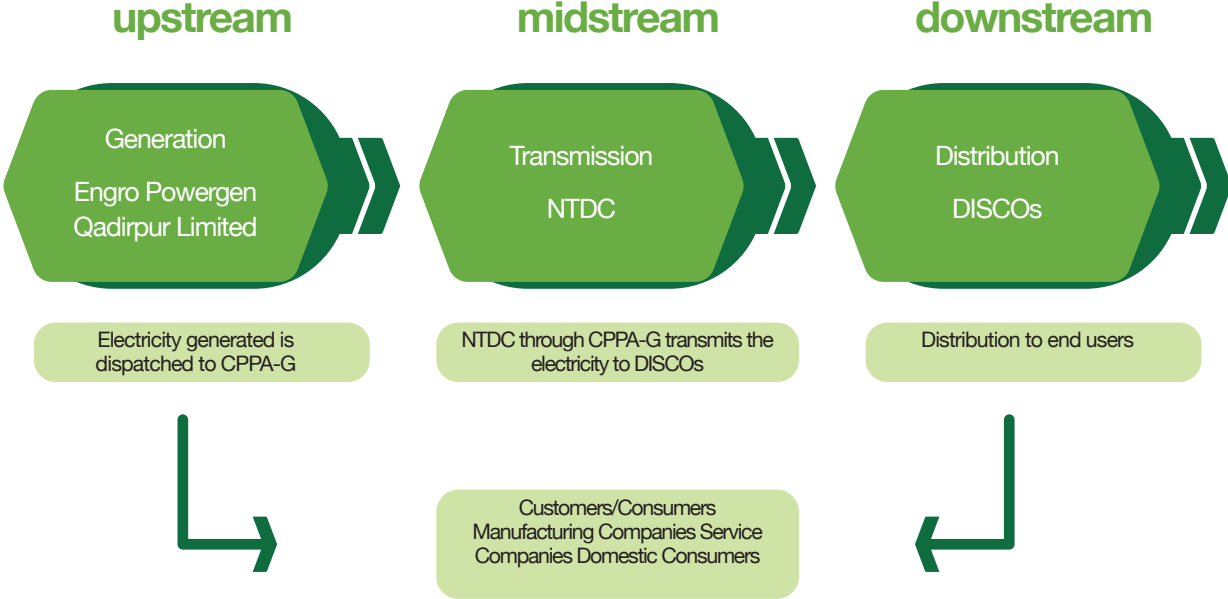 upstream
midstream
downstream
Generation
Engro Powergen
Qadirpur Limited
Transmission
NTDC
Distribution
DISCOs
Electricity generated is
dispatched to CPPA-G
NTDC through CPPA-G transmits the
electricity to DISCOs
Distribution to end users
Customers/Consumers
Manufacturing Companies Service
Companies Domestic Consumers